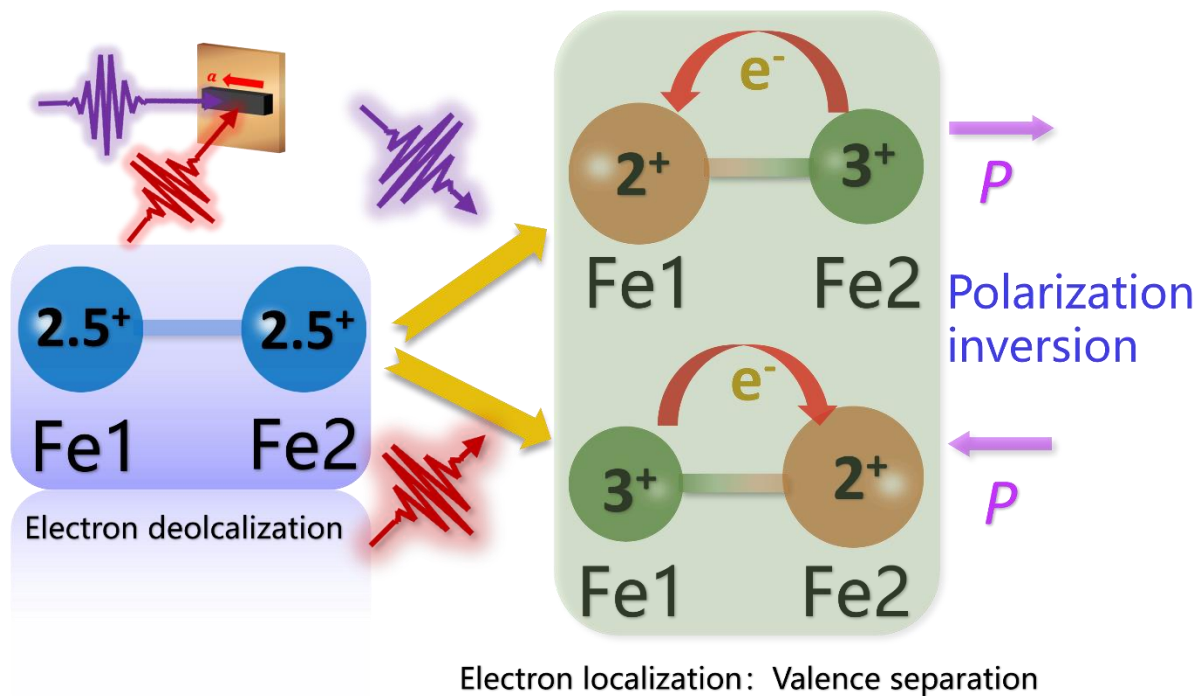 a
2.5⁺ 2.5⁺
Fe1 Fe2
Electron deolcalization
e⁻
2⁺ 3⁺
Fe1 Fe2
P
Polarization
inversion
e⁻
3⁺ 2⁺
Fe1 Fe2
P
Electron localization: Valence separation